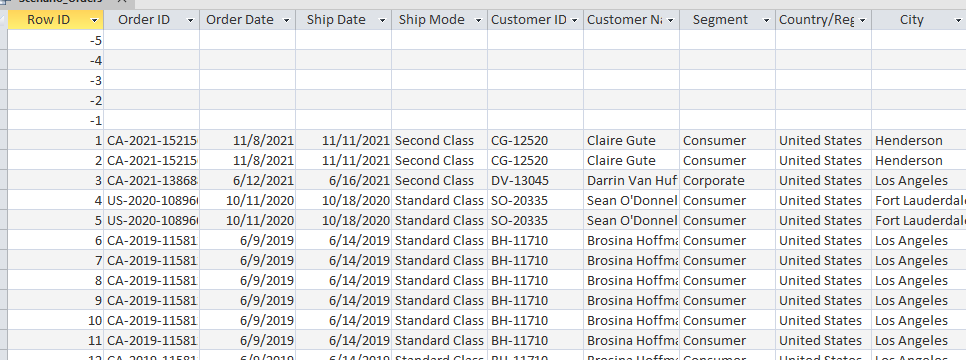 Row ID Order ID Order Date Ship Date Ship Mode Customer ID Customer Na Segment Country/Reg City
-5
-4
-3
-2
-1
1 CA-2021-15215 11/8/2021 11/11/2021 Second Class CG-12520 Claire Gute Consumer United States Henderson
2 CA-2021-15215 11/8/2021 11/11/2021 Second Class CG-12520 Claire Gute Consumer United States Henderson
3 CA-2021-13868 6/12/2021 6/16/2021 Second Class DV-13045 Darrin Van Huf Corporate United States Los Angeles
4 US-2020-10896 10/11/2020 10/18/2020 Standard Class SO-20335 Sean O'Donnel Consumer United States Fort Lauderdale
5 US-2020-10896 10/11/2020 10/18/2020 Standard Class SO-20335 Sean O'Donnel Consumer United States Fort Lauderdale
6 CA-2019-11581 6/9/2019 6/14/2019 Standard Class BH-11710 Brosina Hoffma Consumer United States Los Angeles
7 CA-2019-11581 6/9/2019 6/14/2019 Standard Class BH-11710 Brosina Hoffma Consumer United States Los Angeles
8 CA-2019-11581 6/9/2019 6/14/2019 Standard Class BH-11710 Brosina Hoffma Consumer United States Los Angeles
9 CA-2019-11581 6/9/2019 6/14/2019 Standard Class BH-11710 Brosina Hoffma Consumer United States Los Angeles
10 CA-2019-11581 6/9/2019 6/14/2019 Standard Class BH-11710 Brosina Hoffma Consumer United States Los Angeles
11 CA-2019-11581 6/9/2019 6/14/2019 Standard Class BH-11710 Brosina Hoffma Consumer United States Los Angeles